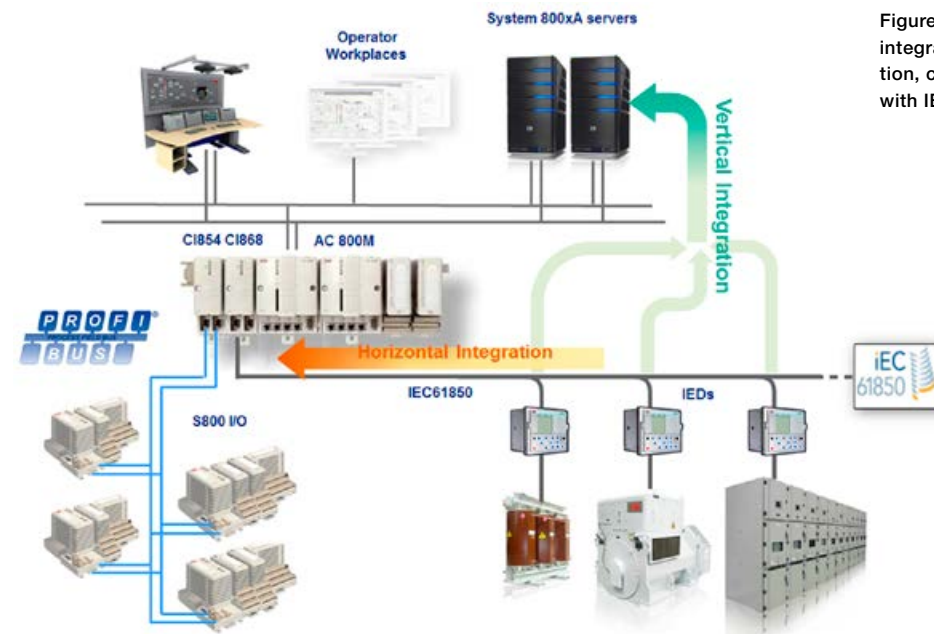 System 800xA servers
Operator
Workplaces
Figure
integra
tion, c
with IE
Vertical Integration
CI854 CI868
AC 800M
PROFI
BUS
Horizontal Integration
IEC61850
IEDs
iEC
61850
S800 I/O